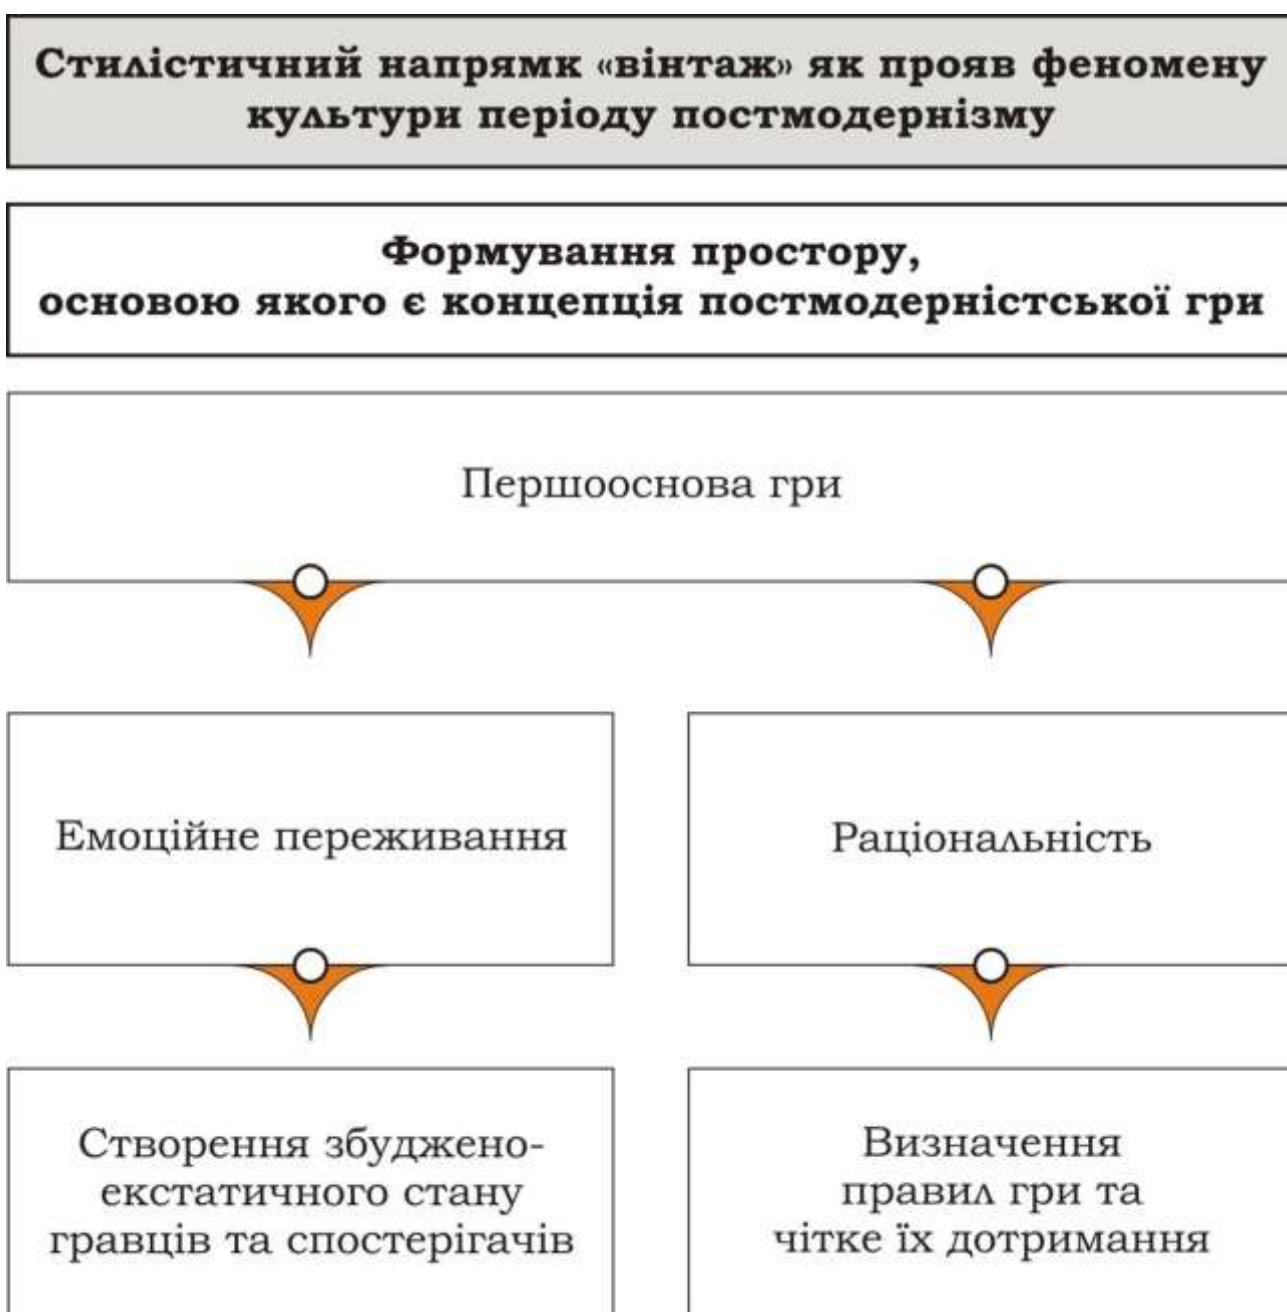 Стилістичний напрямк «вінтаж» як прояв феномену
культури періоду постмодернізму
Формування простору,
основою якого є концепція постмодерністської гри
Першооснова гри
Емоційне переживання
Раціональність
Створення збуджено-
екстатичного стану
гравців та спостерігачів
Визначення
правил гри та
чітке їх дотримання